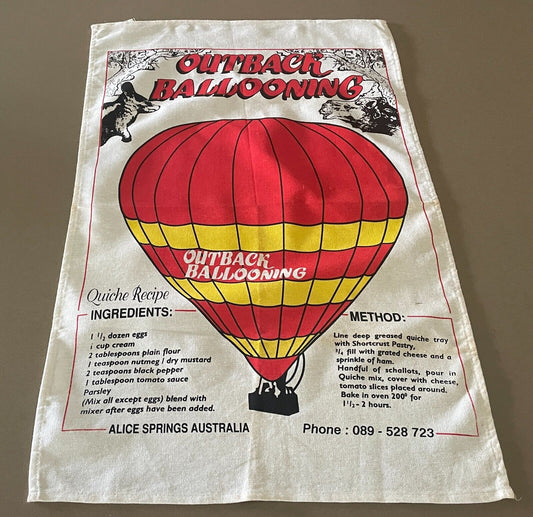 OUTBACK
BALLOONING
OUTBACK
BALLOONING
Quiche Recipe
INGREDIENTS:
1 1/2 dozen eggs
1 cup cream
2 tablespoons plain flour
1 teaspoon nutmeg / dry mustard
2 teaspoons black pepper
1 tablespoon tomato sauce
Parsley
(Mix all except eggs) blend with
mixer after eggs have been added.
METHOD:
Line deep greased quiche tray
with Shortcrust Pastry,
3/4 fill with grated cheese and a
sprinkle of ham.
Handful of schallots, pour in
Quiche mix, cover with cheese,
tomato slices placed around.
Bake in oven 200° for
1 1/2 - 2 hours.
ALICE SPRINGS AUSTRALIA
Phone : 089 - 528 723